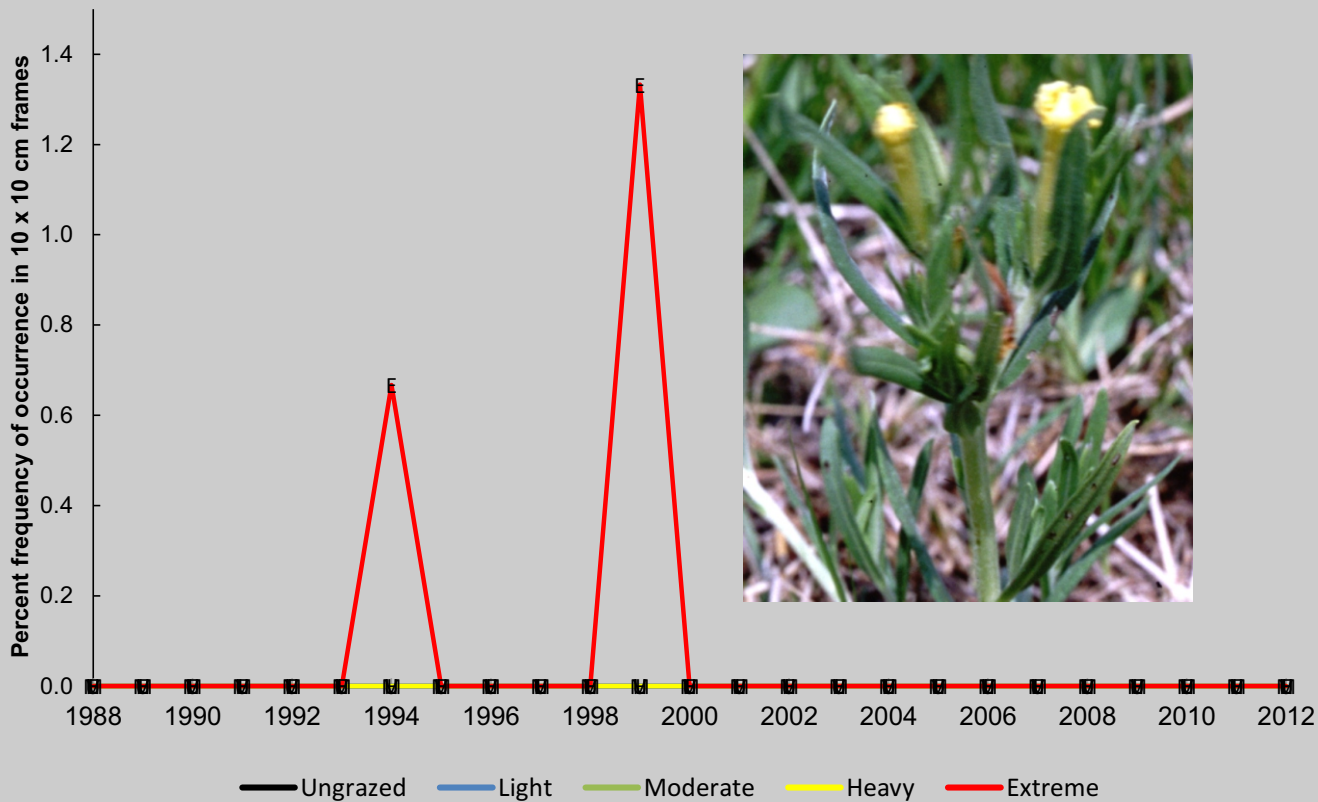 Percent frequency of occurrence in 10 x 10 cm frames
1.4
1.2
1.0
0.8
0.6
0.4
0.2
0.0
E
E
1988 1990 1992 1994 1996 1998 2000 2002 2004 2006 2008 2010 2012
Ungrazed Light Moderate Heavy Extreme